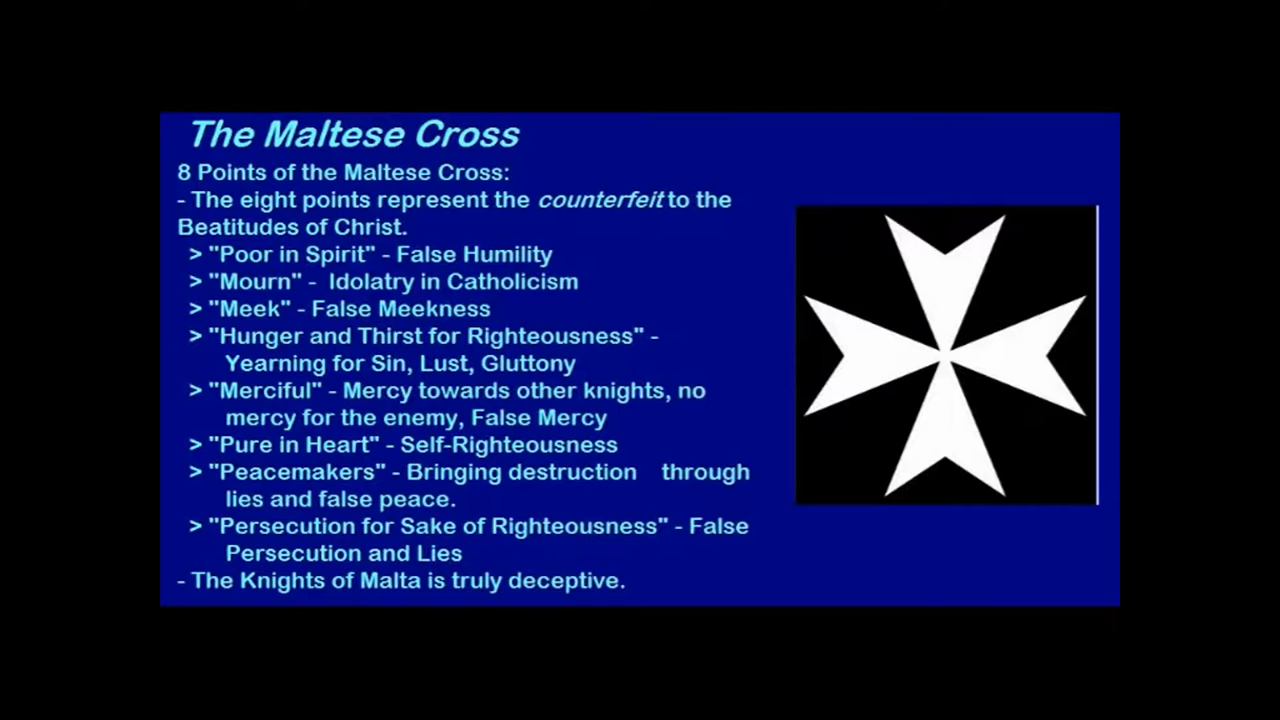 The Maltese Cross
8 Points of the Maltese Cross:
- The eight points represent the counterfeit to the
Beatitudes of Christ.
> "Poor in Spirit" - False Humility
> "Mourn" - Idolatry in Catholicism
> "Meek" - False Meekness
> "Hunger and Thirst for Righteousness" -
Yearning for Sin, Lust, Gluttony
> "Merciful" - Mercy towards other knights, no
mercy for the enemy, False Mercy
> "Pure in Heart" - Self-Righteousness
> "Peacemakers" - Bringing destruction through
lies and false peace.
> "Persecution for Sake of Righteousness" - False
Persecution and Lies
- The Knights of Malta is truly deceptive.